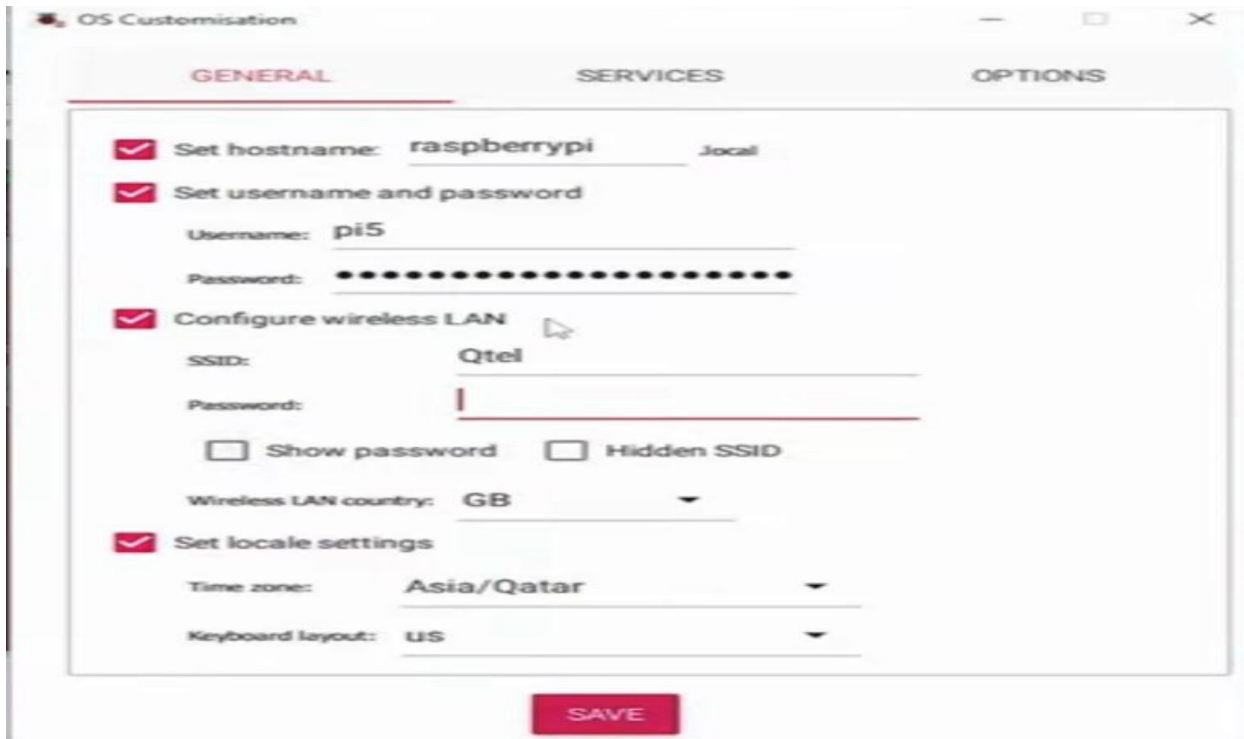 OS Customisation
GENERAL SERVICES OPTIONS
Set hostname: raspberrypi .local
Set username and password
Username: pi5
Password: ••••••••••••••••••••
Configure wireless LAN
SSID: Qtel
Password:
Show password Hidden SSID
Wireless LAN country: GB
Set locale settings
Time zone: Asia/Qatar
Keyboard layout: us
SAVE